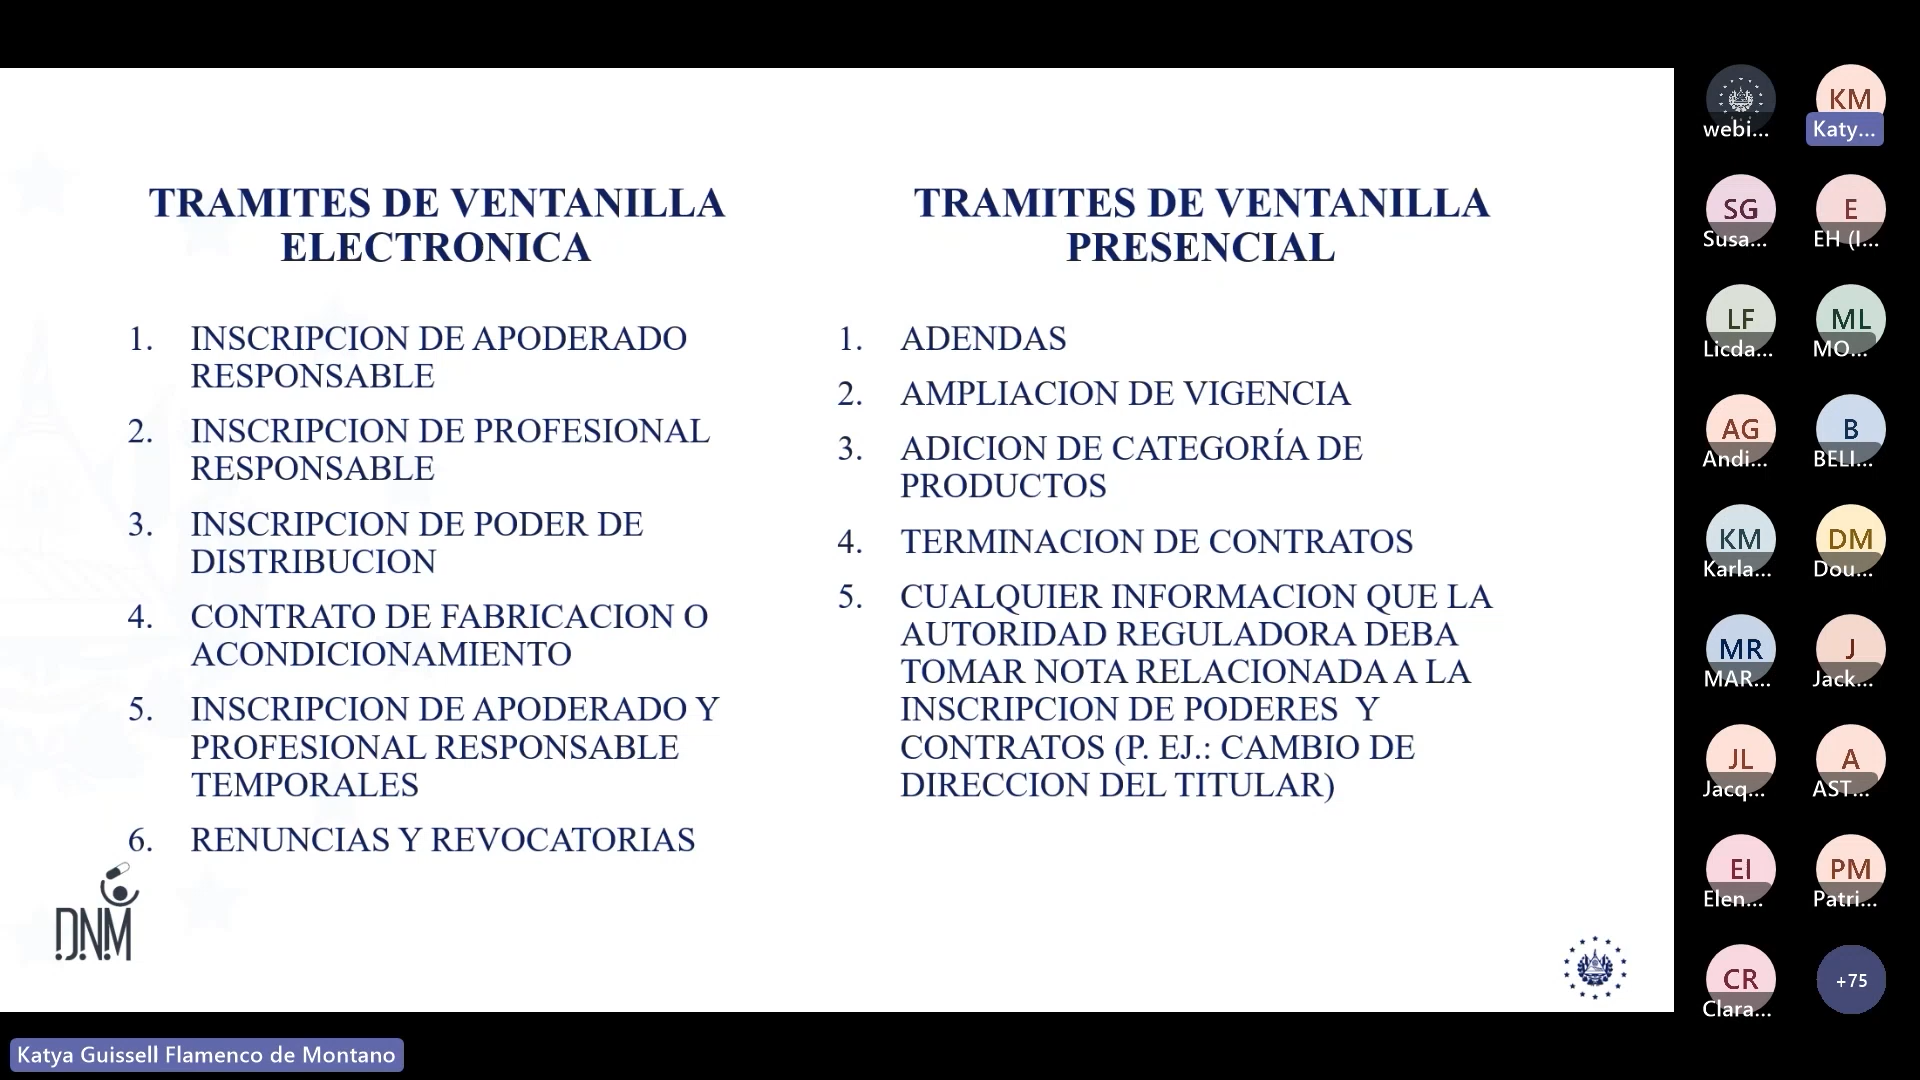 TRAMITES DE VENTANILLA
ELECTRONICA
1. INSCRIPCION DE APODERADO
RESPONSABLE
2. INSCRIPCION DE PROFESIONAL
RESPONSABLE
3. INSCRIPCION DE PODER DE
DISTRIBUCION
4. CONTRATO DE FABRICACION O
ACONDICIONAMIENTO
5. INSCRIPCION DE APODERADO Y
PROFESIONAL RESPONSABLE
TEMPORALES
6. RENUNCIAS Y REVOCATORIAS
TRAMITES DE VENTANILLA
PRESENCIAL
1. ADENDAS
2. AMPLIACION DE VIGENCIA
3. ADICION DE CATEGORÍA DE
PRODUCTOS
4. TERMINACION DE CONTRATOS
5. CUALQUIER INFORMACION QUE LA
AUTORIDAD REGULADORA DEBA
TOMAR NOTA RELACIONADA A LA
INSCRIPCION DE PODERES Y
CONTRATOS (P. EJ.: CAMBIO DE
DIRECCION DEL TITULAR)
D.N.M
webi...
KM
Katy...
SG
Susa...
E
EH (I...
LF
Licda...
ML
MO...
AG
Andi...
B
BELI...
KM
Karla...
DM
Dou...
MR
MAR...
J
Jack...
JL
Jacq...
A
AST...
EI
Elen...
PM
Patri...
CR
Clara...
+75
Katya Guissell Flamenco de Montano